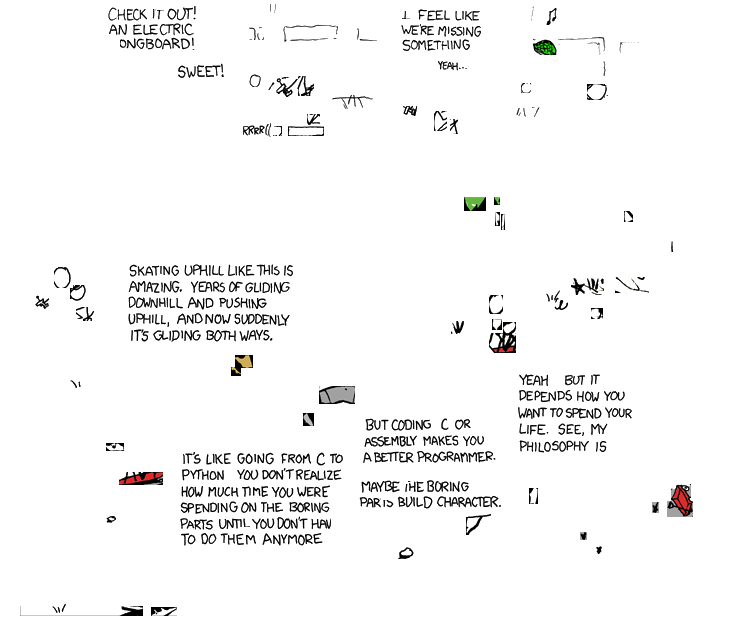 CHECK IT OUT!
AN ELECTRIC
ONGBOARD!
SWEET!
RRRR
I FEEL LIKE
WE'RE MISSING
SOMETHING
YEAH...
SKATING UPHILL LIKE THIS IS
AMAZING. YEARS OF GLIDING
DOWNHILL AND PUSHING
UPHILL, AND NOW SUDDENLY
IT'S GLIDING BOTH WAYS.
IT'S LIKE GOING FROM C TO
PYTHON YOU DON'T REALIZE
HOW MUCH TIME YOU WERE
SPENDING ON THE BORING
PARTS UNTIL YOU DON'T HAV
TO DO THEM ANYMORE
BUT CODING C OR
ASSEMBLY MAKES YOU
A BETTER PROGRAMMER.
MAYBE THE BORING
PARTS BUILD CHARACTER.
YEAH BUT IT
DEPENDS HOW YOU
WANT TO SPEND YOUR
LIFE. SEE, MY
PHILOSOPHY IS